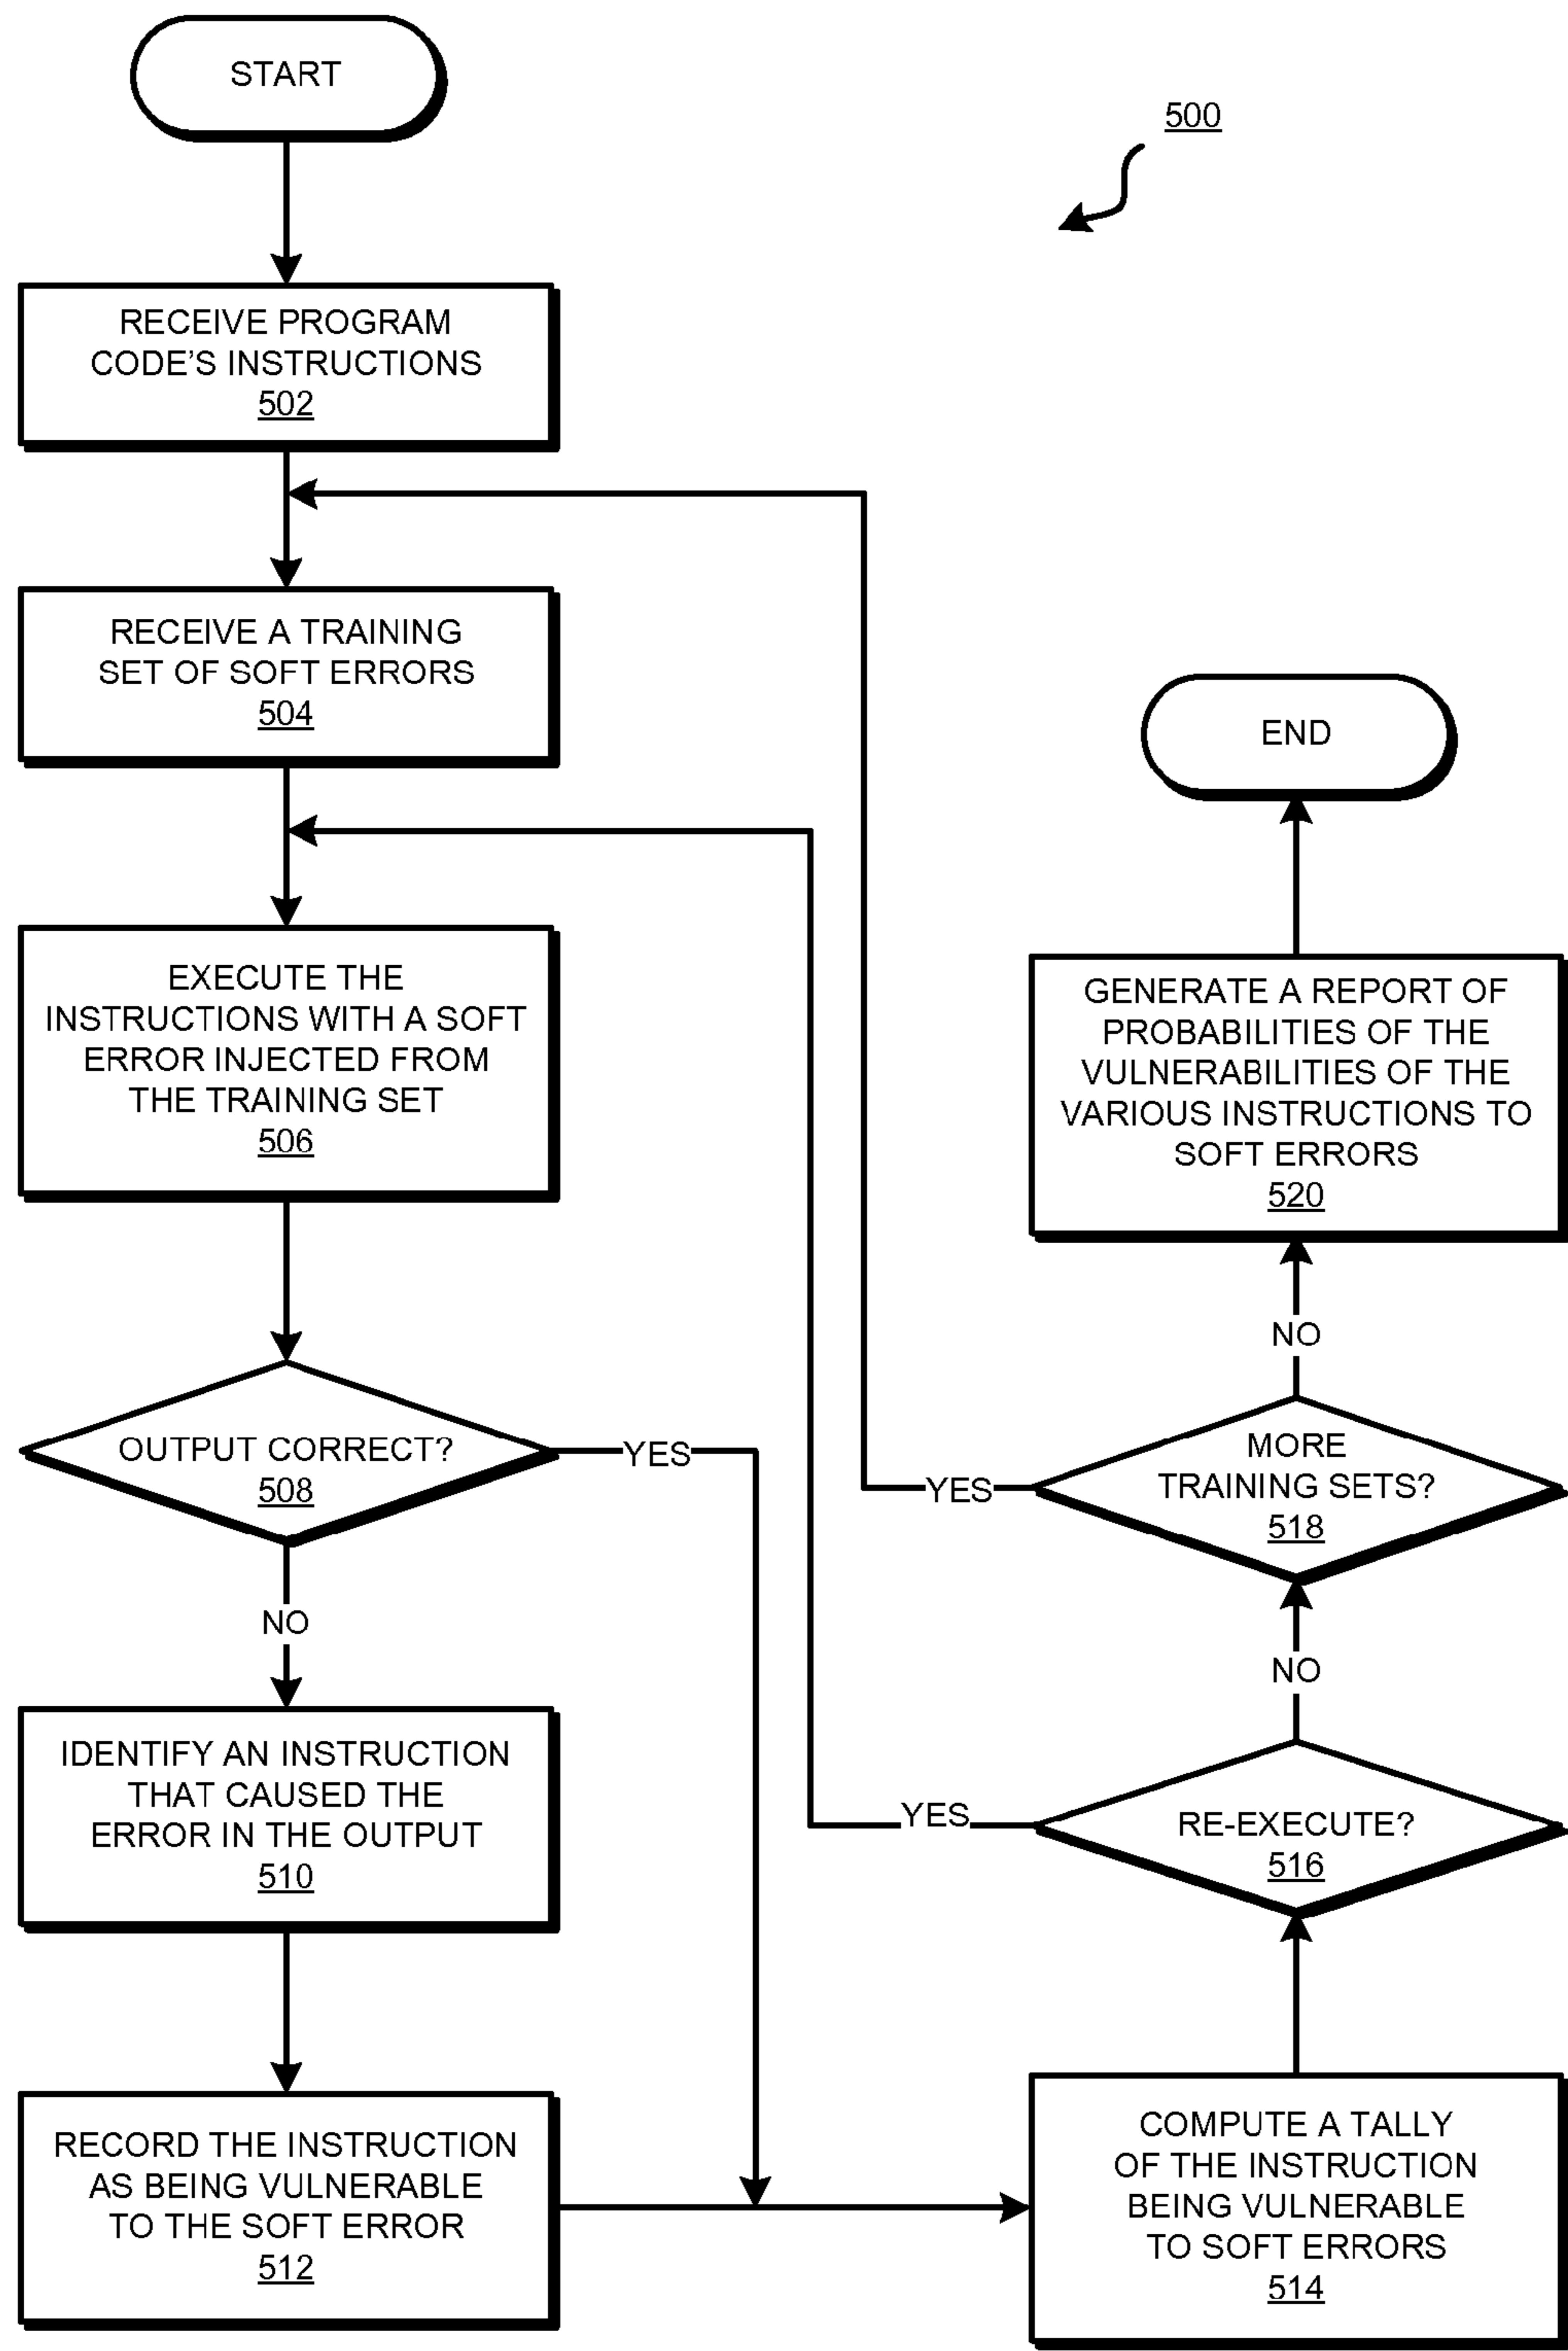 START
500
RECEIVE PROGRAM
CODE'S INSTRUCTIONS
502
RECEIVE A TRAINING
SET OF SOFT ERRORS
504
EXECUTE THE
INSTRUCTIONS WITH A SOFT
ERROR INJECTED FROM
THE TRAINING SET
506
OUTPUT CORRECT?
508
YES
NO
IDENTIFY AN INSTRUCTION
THAT CAUSED THE
ERROR IN THE OUTPUT
510
RECORD THE INSTRUCTION
AS BEING VULNERABLE
TO THE SOFT ERROR
512
COMPUTE A TALLY
OF THE INSTRUCTION
BEING VULNERABLE
TO SOFT ERRORS
514
RE-EXECUTE?
516
YES
NO
MORE
TRAINING SETS?
518
YES
NO
GENERATE A REPORT OF
PROBABILITIES OF THE
VULNERABILITIES OF THE
VARIOUS INSTRUCTIONS TO
SOFT ERRORS
520
END